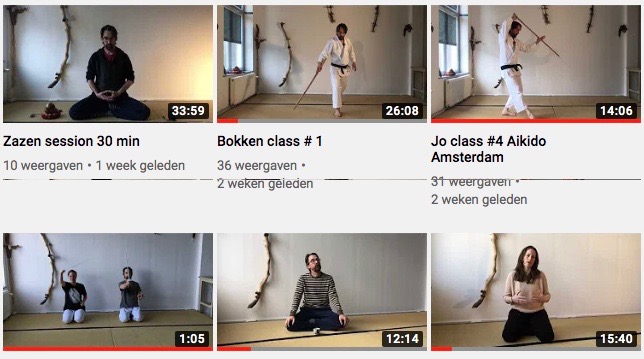 33:59
26:08
14:06
Zazen session 30 min
10 weergaven • 1 week geleden
Bokken class # 1
36 weergaven •
2 weken geleden
Jo class #4 Aikido
Amsterdam
31 weergaven •
2 weken geleden
1:05
12:14
15:40